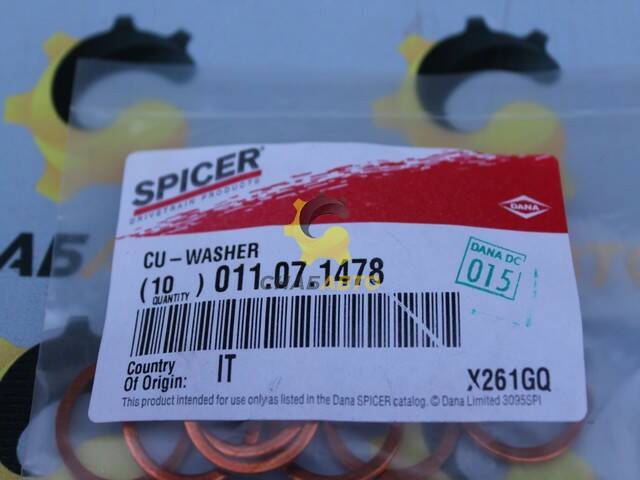 SPICER®
DRIVETRAIN PRODUCTS
DANA
CU-WASHER
(10) 011.07.1478
QUANTITY
DANA DC
015
СНАБАВТО
Country
Of Origin: IT
X261GQ
This product intended for use only as listed in the Dana SPICER catalog. © Dana Limited 3095SPI